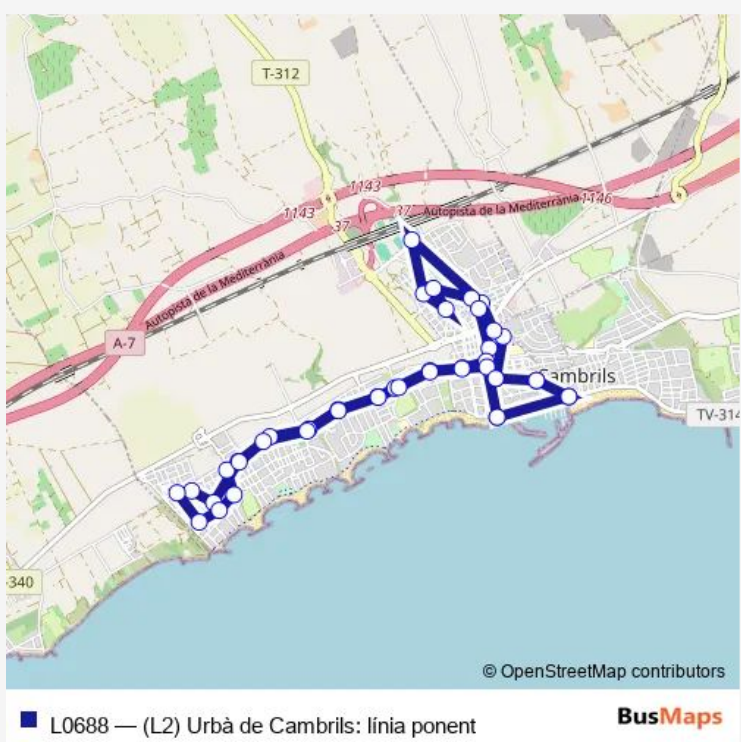 T-312
1143
1143
37
Autopista de la Mediterrània
1146
37
Autopista de la Mediterrània
A-7
Cambrils
TV-314
-340
© OpenStreetMap contributors
L0688 — (L2) Urbà de Cambrils: línia ponent
BusMaps